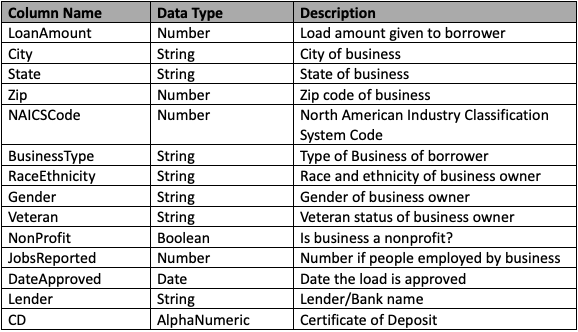 Column Name Data Type Description
LoanAmount Number Load amount given to borrower
City String City of business
State String State of business
Zip Number Zip code of business
NAICSCode Number North American Industry Classification
System Code
BusinessType String Type of Business of borrower
RaceEthnicity String Race and ethnicity of business owner
Gender String Gender of business owner
Veteran String Veteran status of business owner
NonProfit Boolean Is business a nonprofit?
JobsReported Number Number if people employed by business
DateApproved Date Date the load is approved
Lender String Lender/Bank name
CD AlphaNumeric Certificate of Deposit